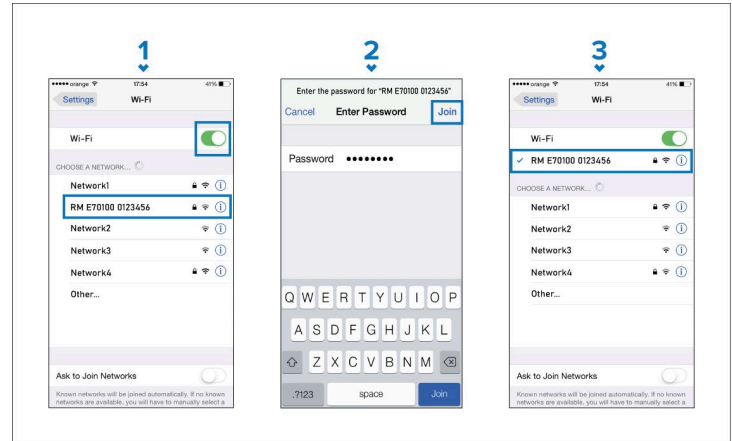 1
orange 17:54 41%
Settings Wi-Fi
Wi-Fi
CHOOSE A NETWORK...
Network1
RM E70100 0123456
Network2
Network3
Network4
Other...
Ask to Join Networks
Known networks will be joined automatically. If no known
networks are available, you will have to manually select a
2
Enter the password for "RM E70100 0123456"
Cancel Enter Password Join
Password ••••••••
Q W E R T Y U I O P
A S D F G H J K L
Z X C V B N M
.?123 space Join
3
orange 17:54 41%
Settings Wi-Fi
Wi-Fi
RM E70100 0123456
CHOOSE A NETWORK...
Network1
Network2
Network3
Network4
Other...
Ask to Join Networks
Known networks will be joined automatically. If no known
networks are available, you will have to manually select a